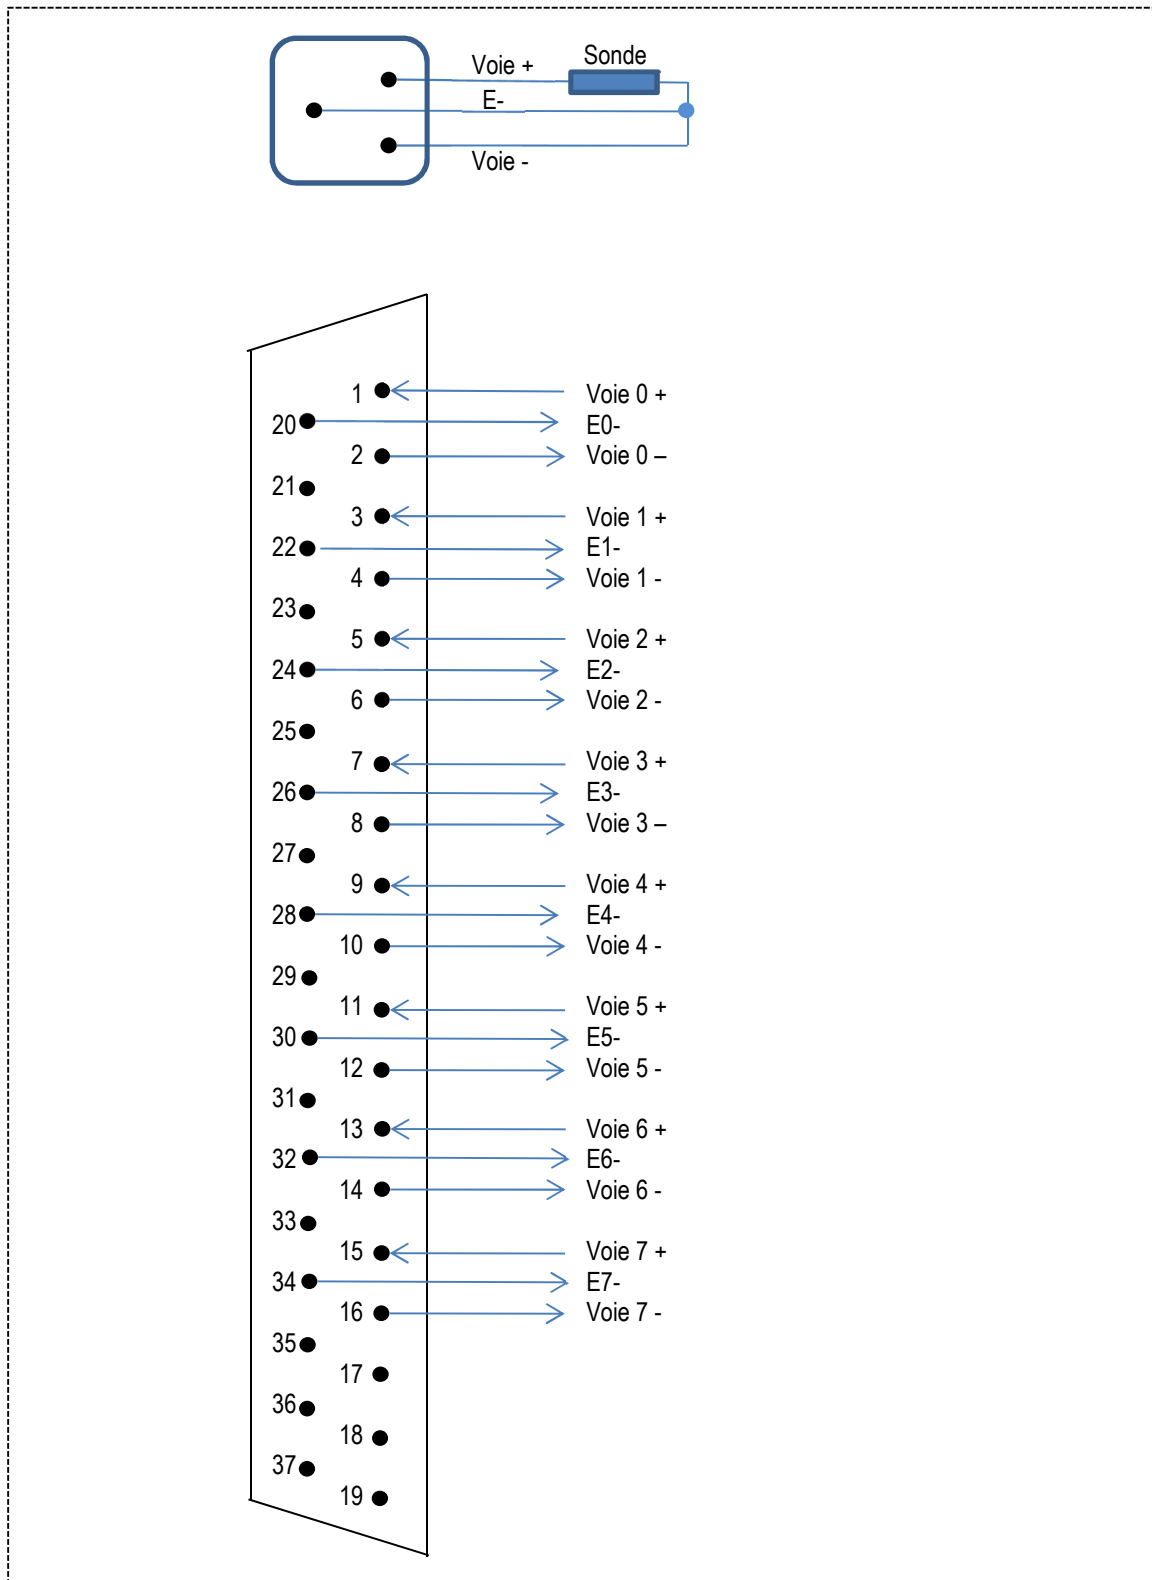 Sonde
Voie +
E-
Voie -
1 Voie 0 +
20 E0-
2 Voie 0 –
21
3 Voie 1 +
22 E1-
4 Voie 1 -
23
5 Voie 2 +
24 E2-
6 Voie 2 -
25
7 Voie 3 +
26 E3-
8 Voie 3 –
27
9 Voie 4 +
28 E4-
10 Voie 4 -
29
11 Voie 5 +
30 E5-
12 Voie 5 -
31
13 Voie 6 +
32 E6-
14 Voie 6 -
33
15 Voie 7 +
34 E7-
16 Voie 7 -
35
17
36
18
37
19